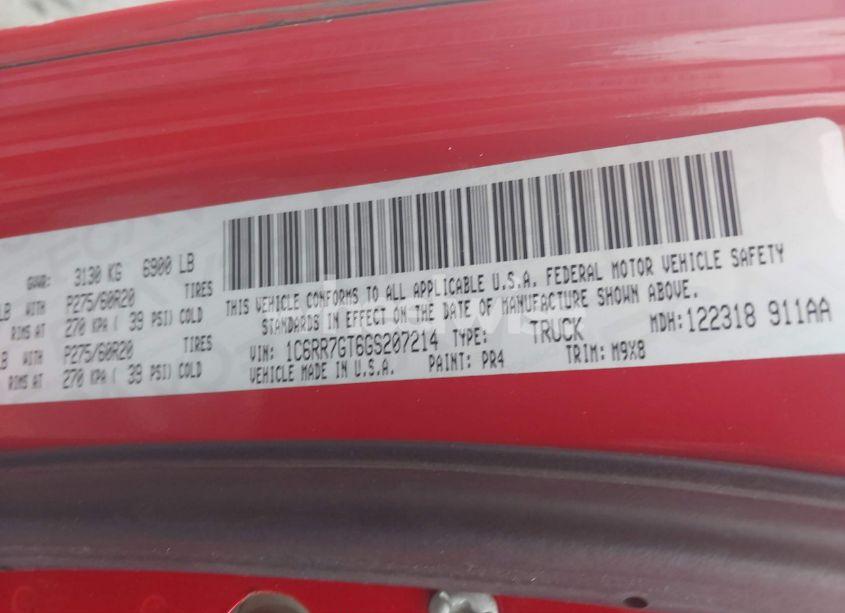 GVWR: 3130 KG 6900 LB
LB WITH P275/60R20 TIRES
RIMS AT 270 KPA ( 39 PSI) COLD
LB WITH P275/60R20 TIRES
RIMS AT 270 KPA ( 39 PSI) COLD
THIS VEHICLE CONFORMS TO ALL APPLICABLE U.S.A. FEDERAL MOTOR VEHICLE SAFETY
STANDARDS IN EFFECT ON THE DATE OF MANUFACTURE SHOWN ABOVE.
VIN: 1C6RR7GT6GS207214 TYPE: TRUCK MDH:122318 911AA
VEHICLE MADE IN U.S.A. PAINT: PR4 TRIM: M9X8